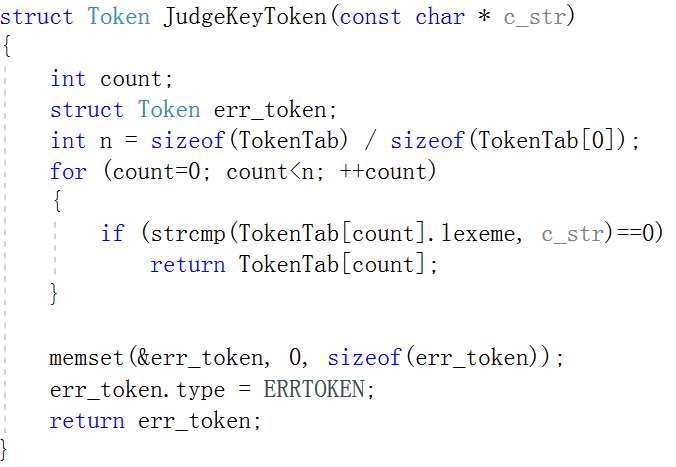 struct Token JudgeKeyToken(const char * c_str)
{
    int count;
    struct Token err_token;
    int n = sizeof(TokenTab) / sizeof(TokenTab[0]);
    for (count=0; count<n; ++count)
    {
        if (strcmp(TokenTab[count].lexeme, c_str)==0)
            return TokenTab[count];
    }

    memset(&err_token, 0, sizeof(err_token));
    err_token.type = ERRTOKEN;
    return err_token;
}